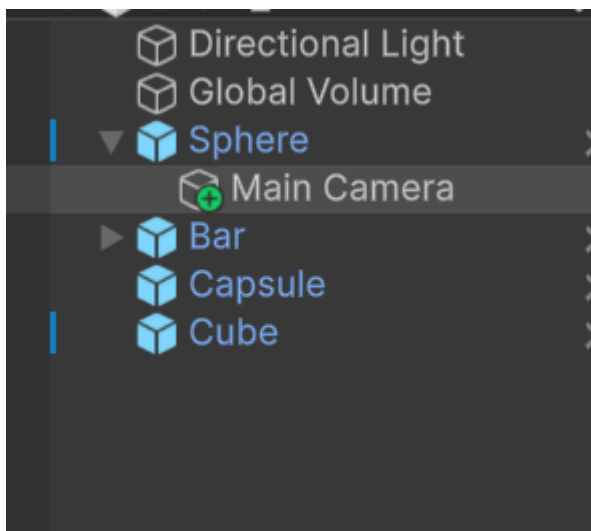 Directional Light
Global Volume
Sphere
Main Camera
Bar
Capsule
Cube